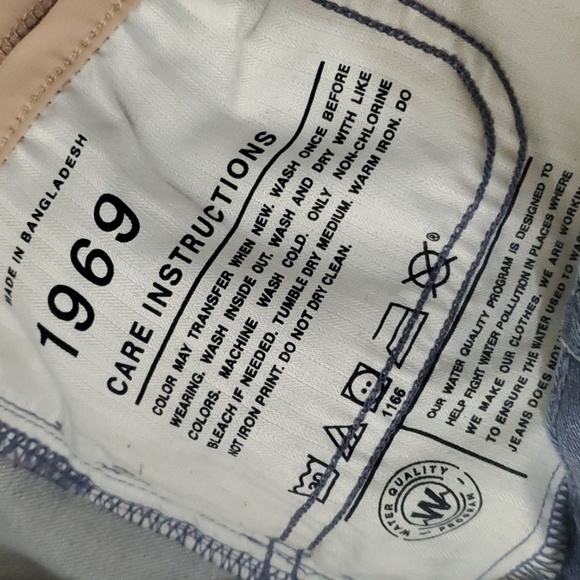 MADE IN BANGLADESH
1969
CARE INSTRUCTIONS
COLOR MAY TRANSFER WHEN NEW. WASH ONCE BEFORE
WEARING. WASH INSIDE OUT. WASH AND DRY WITH LIKE
COLORS. MACHINE WASH COLD. ONLY NON-CHLORINE
BLEACH IF NEEDED. TUMBLE DRY MEDIUM. WARM IRON. DO
NOT IRON PRINT. DO NOT DRY CLEAN.
30
®
1166
OUR WATER QUALITY PROGRAM IS DESIGNED TO
HELP FIGHT WATER POLLUTION IN PLACES WHERE
WE MAKE OUR CLOTHES. WE ARE
TO ENSURE THE WATER USED TO
JEANS DOES
WATER QUALITY
W
PROGRAM